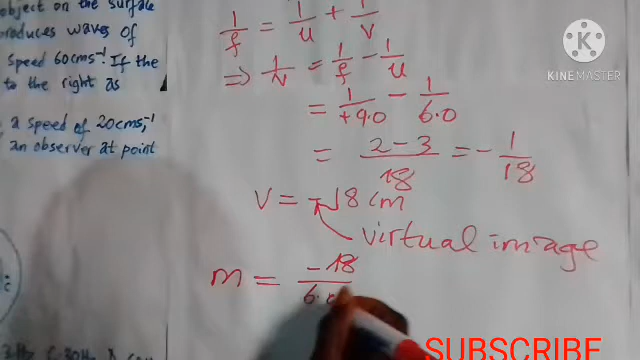 object on the surface
produces waves of
speed 60cms⁻¹. If the
to the right as
a speed of 20cms⁻¹,
an observer at point
1/f = 1/u + 1/v
⇒ 1/v = 1/f - 1/u
= 1/+9.0 - 1/6.0
= 2-3/18 = -1/18
v = -18 cm
virtual image
m = -18/6.0
KINEMASTER
SUBSCRIBE